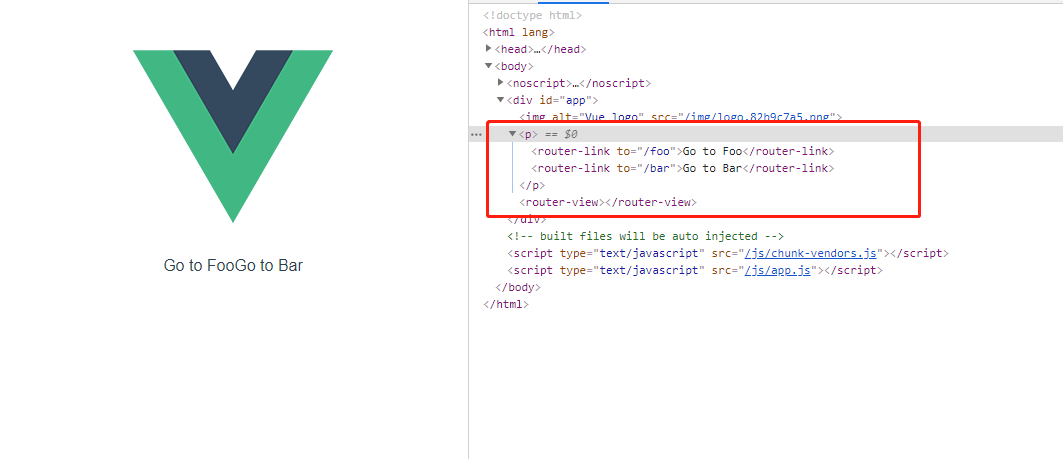 Go to FooGo to Bar
<!doctype html>
<html lang>
<head>…</head>
<body>
<noscript>…</noscript>
<div id="app">
<img alt="Vue logo" src="/img/logo.82b9c7a5.png">
<p> == $0
<router-link to="/foo">Go to Foo</router-link>
<router-link to="/bar">Go to Bar</router-link>
</p>
<router-view></router-view>
</div>
<!-- built files will be auto injected -->
<script type="text/javascript" src="/js/chunk-vendors.js"></script>
<script type="text/javascript" src="/js/app.js"></script>
</body>
</html>